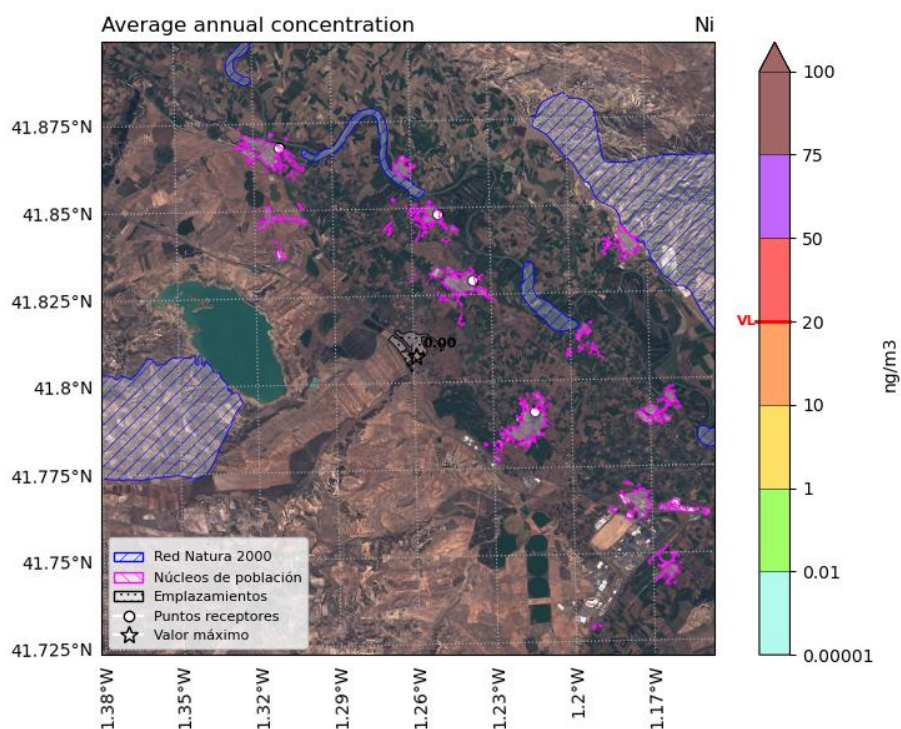 Average annual concentration
Ni
41.875°N
41.85°N
41.825°N
41.8°N
41.775°N
41.75°N
41.725°N
0.00
Red Natura 2000
Núcleos de población
Emplazamientos
Puntos receptores
Valor máximo
1.38°W
1.35°W
1.32°W
1.29°W
1.26°W
1.23°W
1.2°W
1.17°W
100
75
50
VL
20
10
1
0.01
0.00001
ng/m3